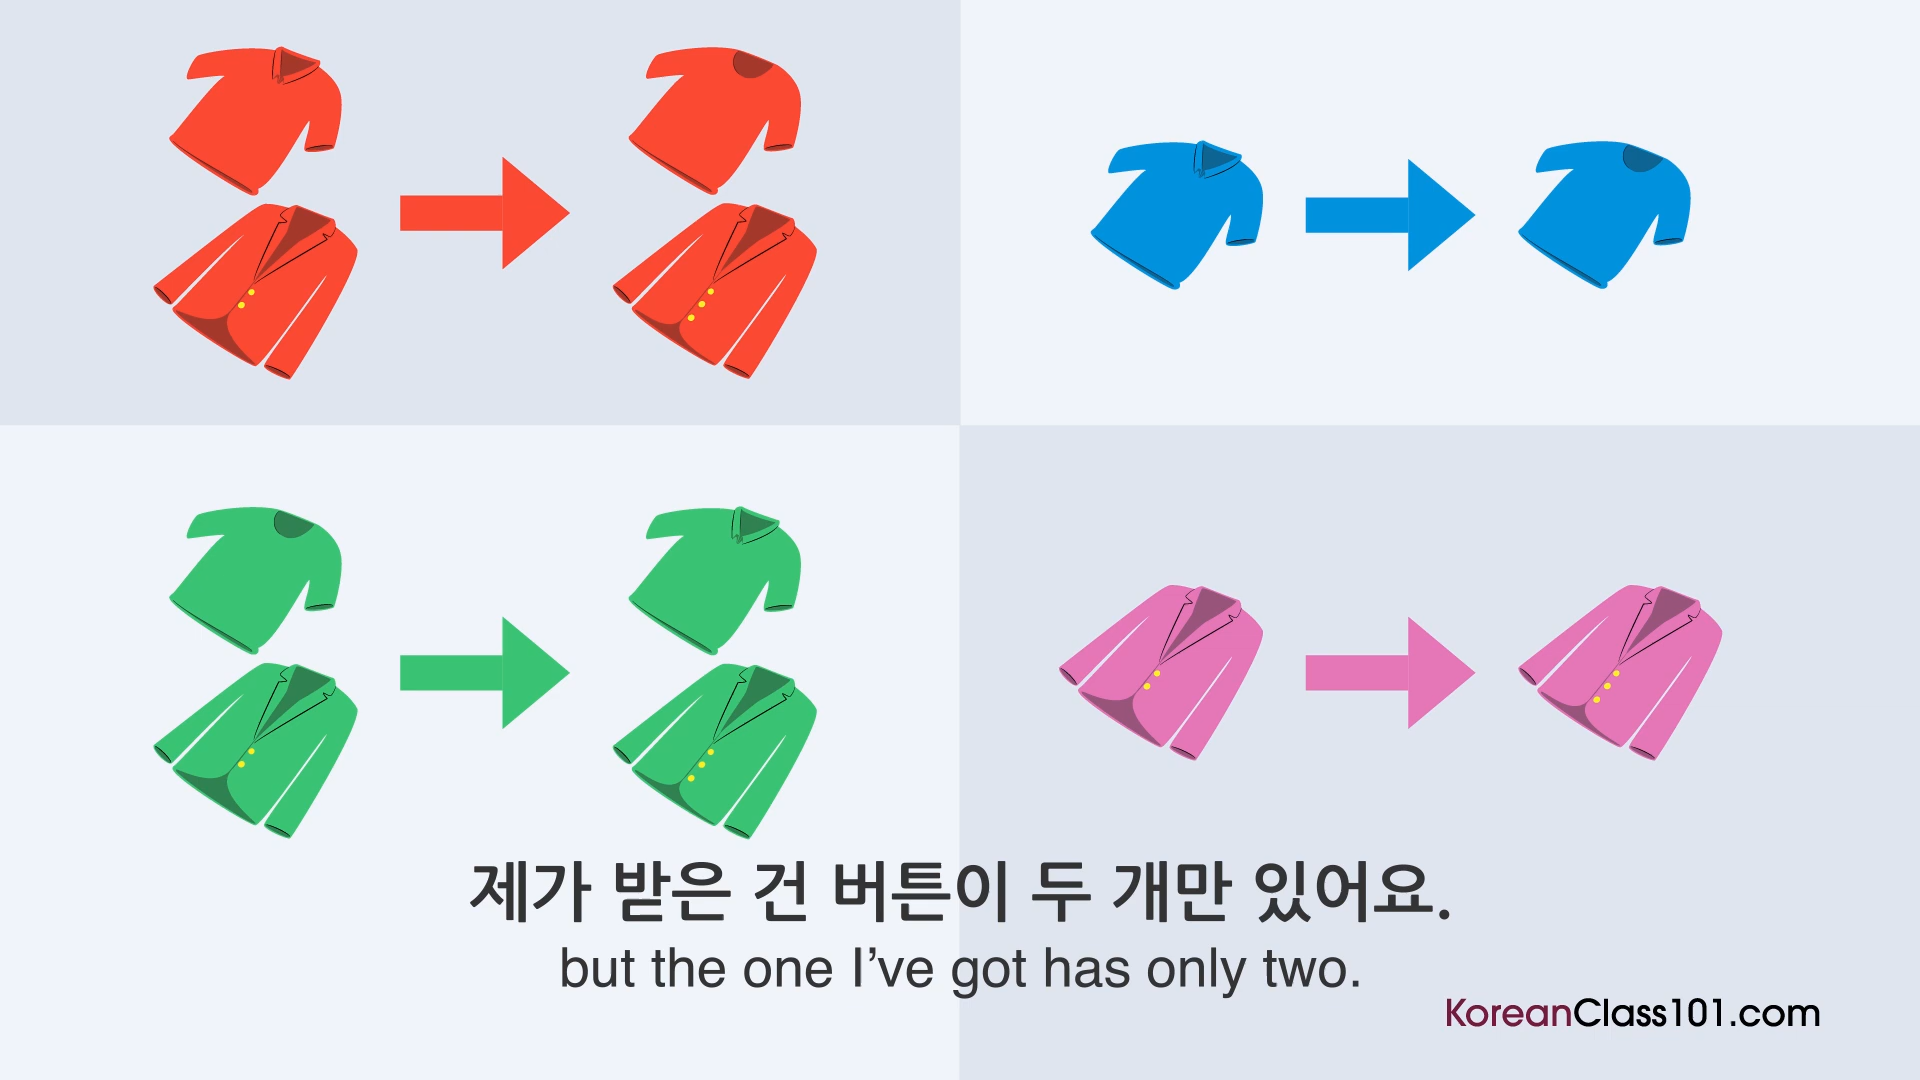 제가 받은 건 버튼이 두 개만 있어요.
but the one I’ve got has only two.
KoreanClass101.com